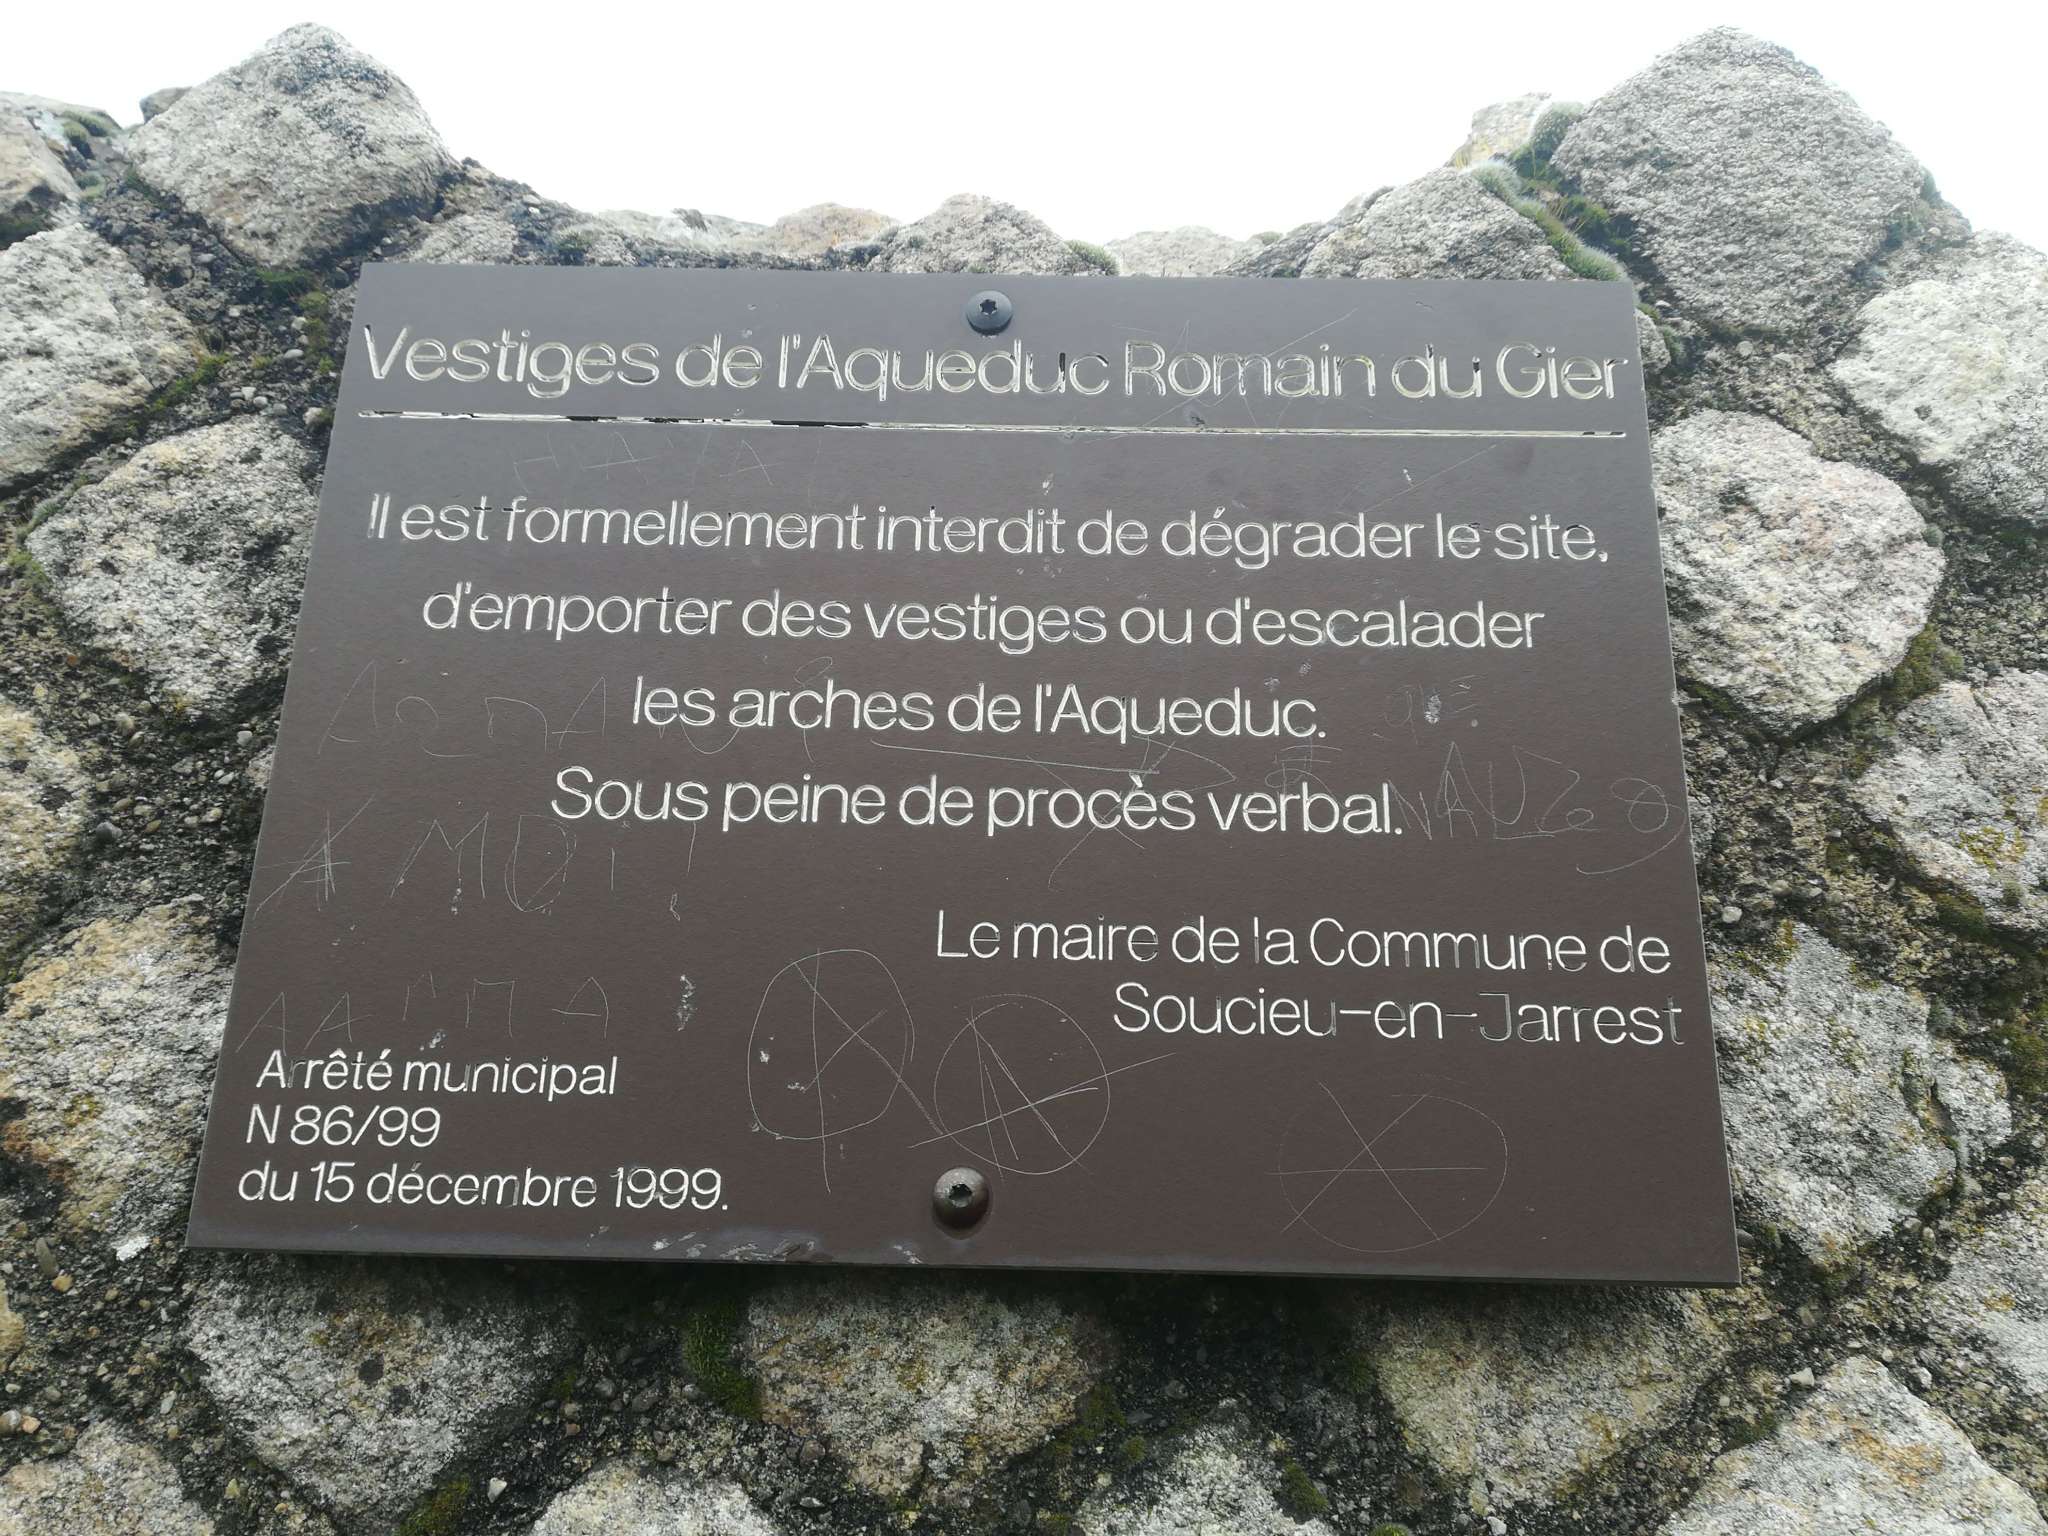 Vestiges de l'Aqueduc Romain du Gier
Il est formellement interdit de dégrader le site,
d'emporter des vestiges ou d'escalader
les arches de l'Aqueduc.
Sous peine de procès verbal.
Le maire de la Commune de
Soucieu-en-Jarrest
Arrêté municipal
N 86/99
du 15 décembre 1999.